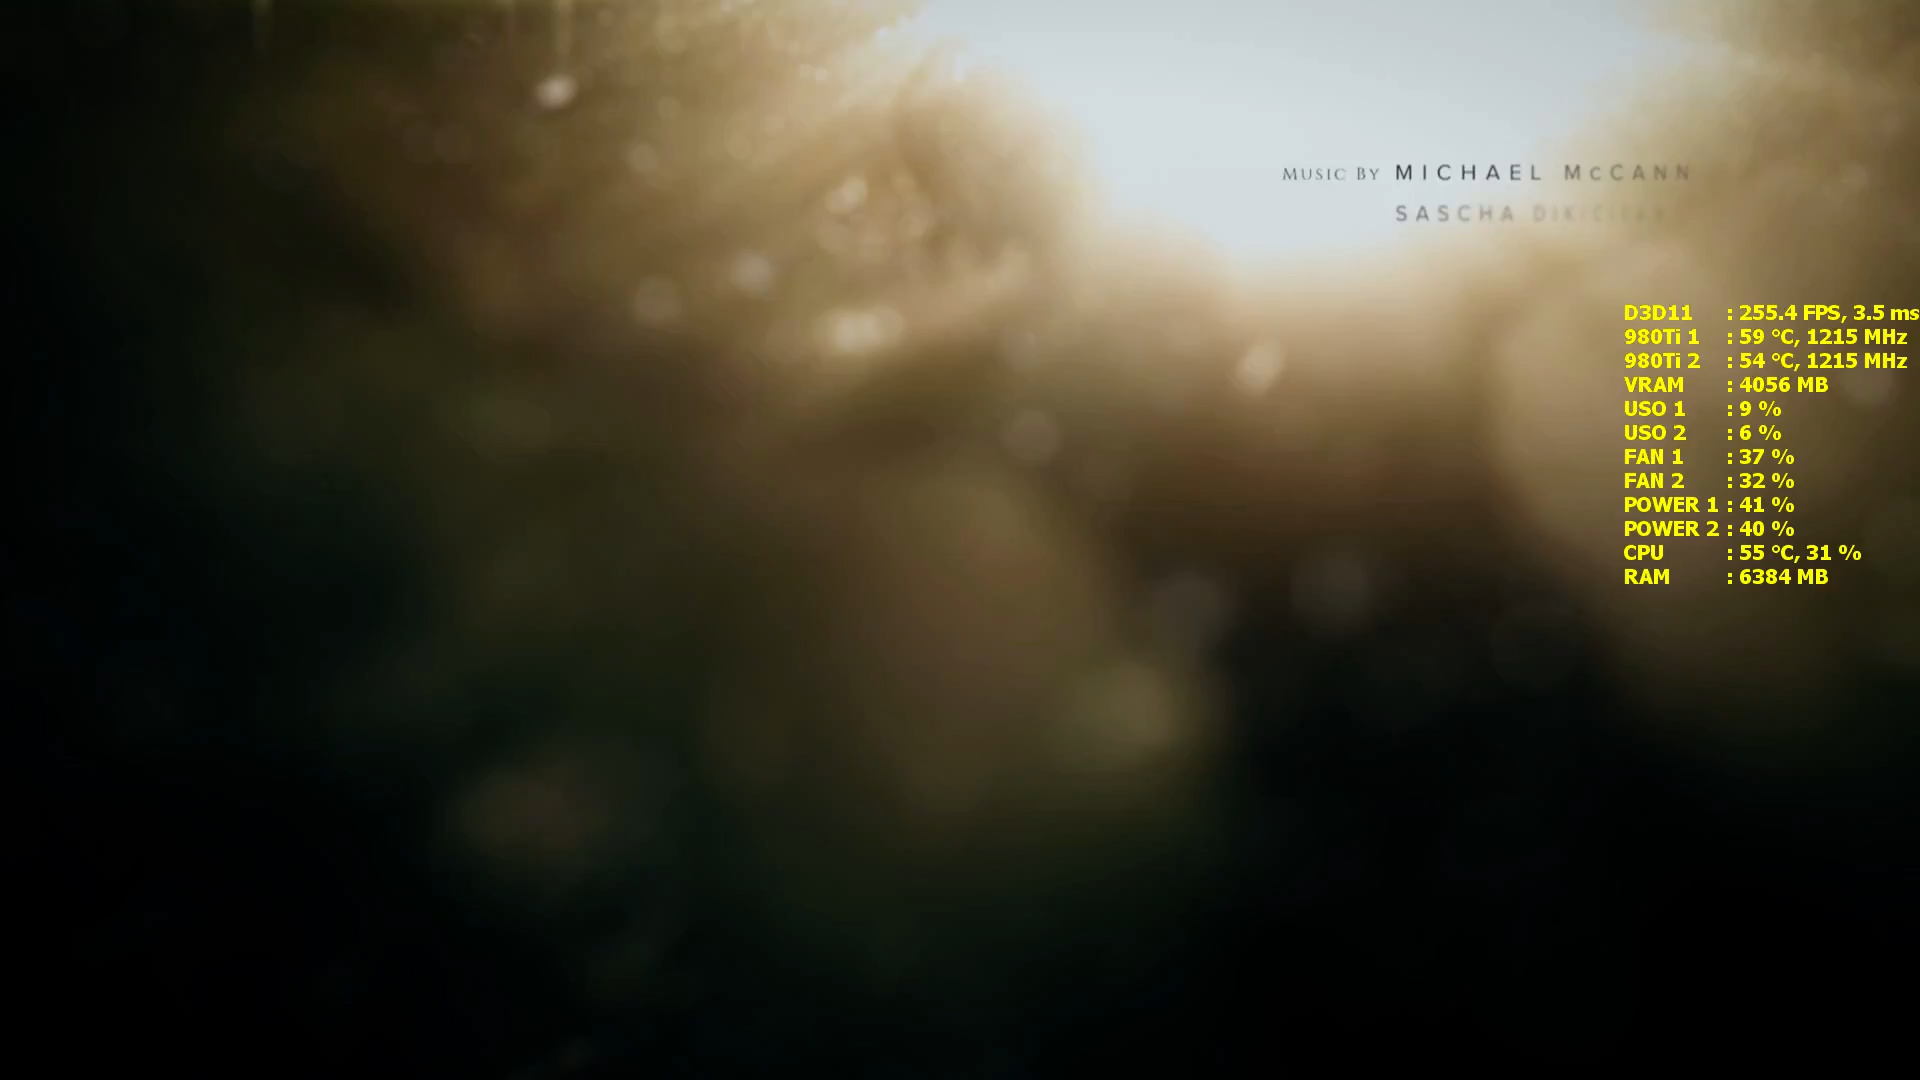 MUSIC BY MICHAEL MCCANN
SASCHA
D3D11 : 255.4 FPS, 3.5 ms
980Ti 1 : 59 °C, 1215 MHz
980Ti 2 : 54 °C, 1215 MHz
VRAM : 4056 MB
USO 1 : 9 %
USO 2 : 6 %
FAN 1 : 37 %
FAN 2 : 32 %
POWER 1 : 41 %
POWER 2 : 40 %
CPU : 55 °C, 31 %
RAM : 6384 MB